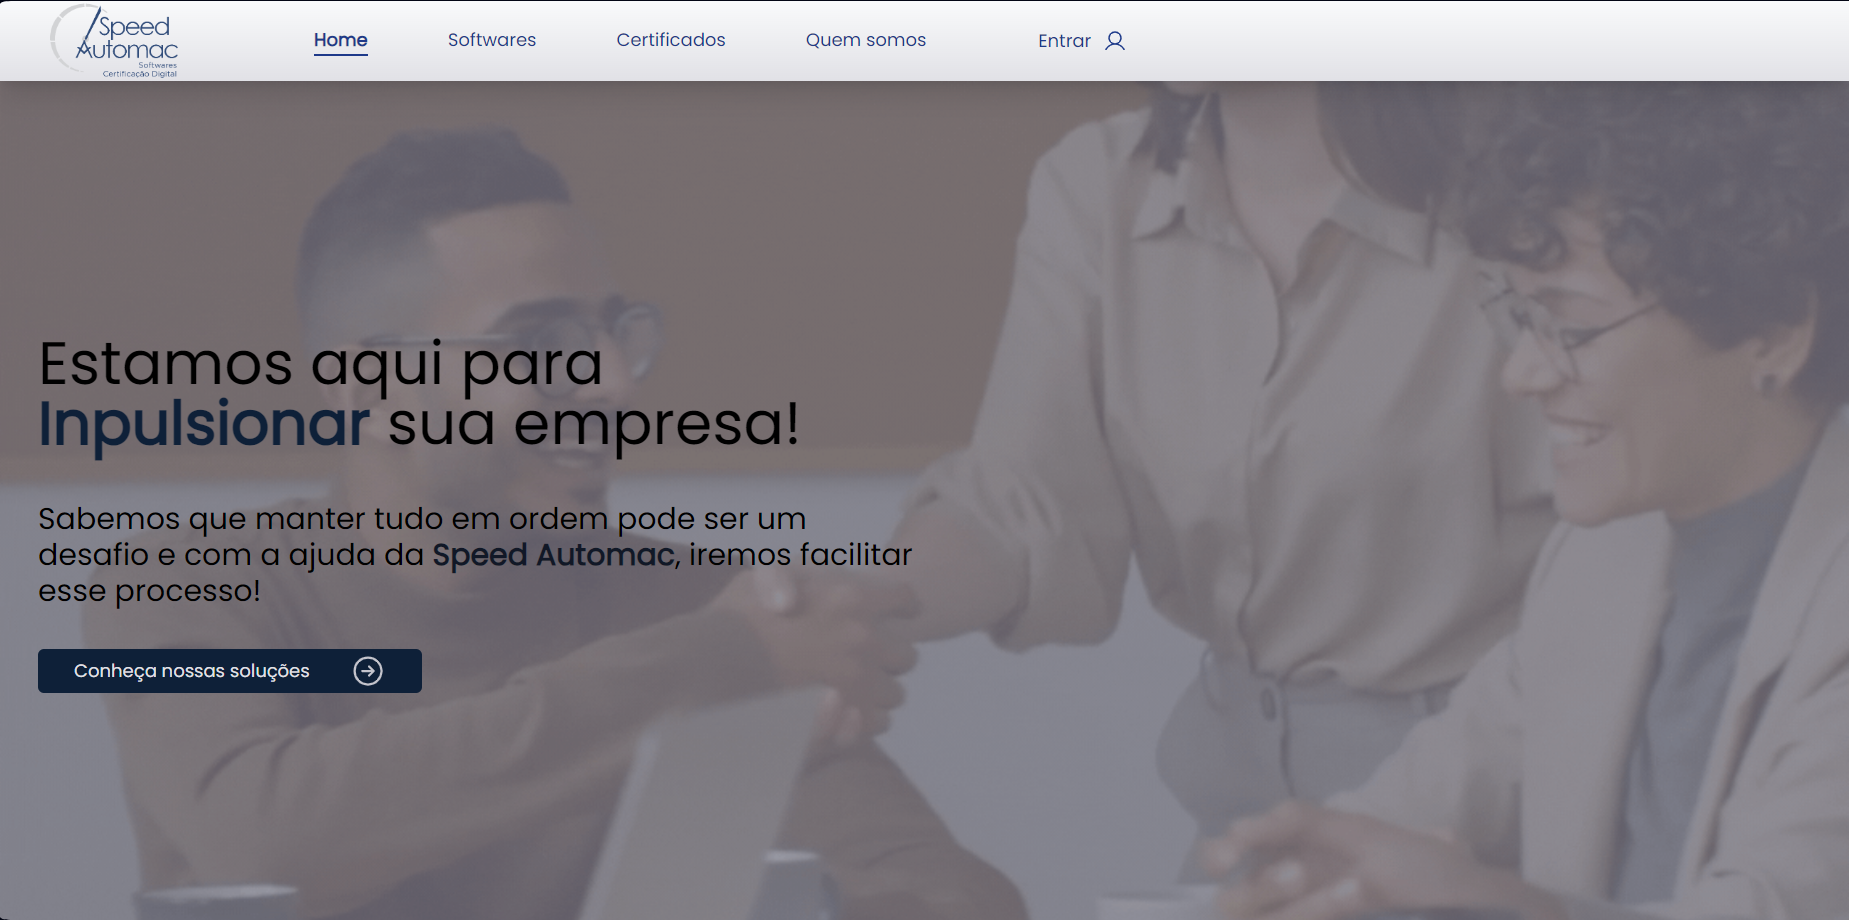 Speed
Automac
Softwares
Certificação Digital
Home
Softwares
Certificados
Quem somos
Entrar
Estamos aqui para
Inpulsionar sua empresa!
Sabemos que manter tudo em ordem pode ser um
desafio e com a ajuda da Speed Automac, iremos facilitar
esse processo!
Conheça nossas soluções